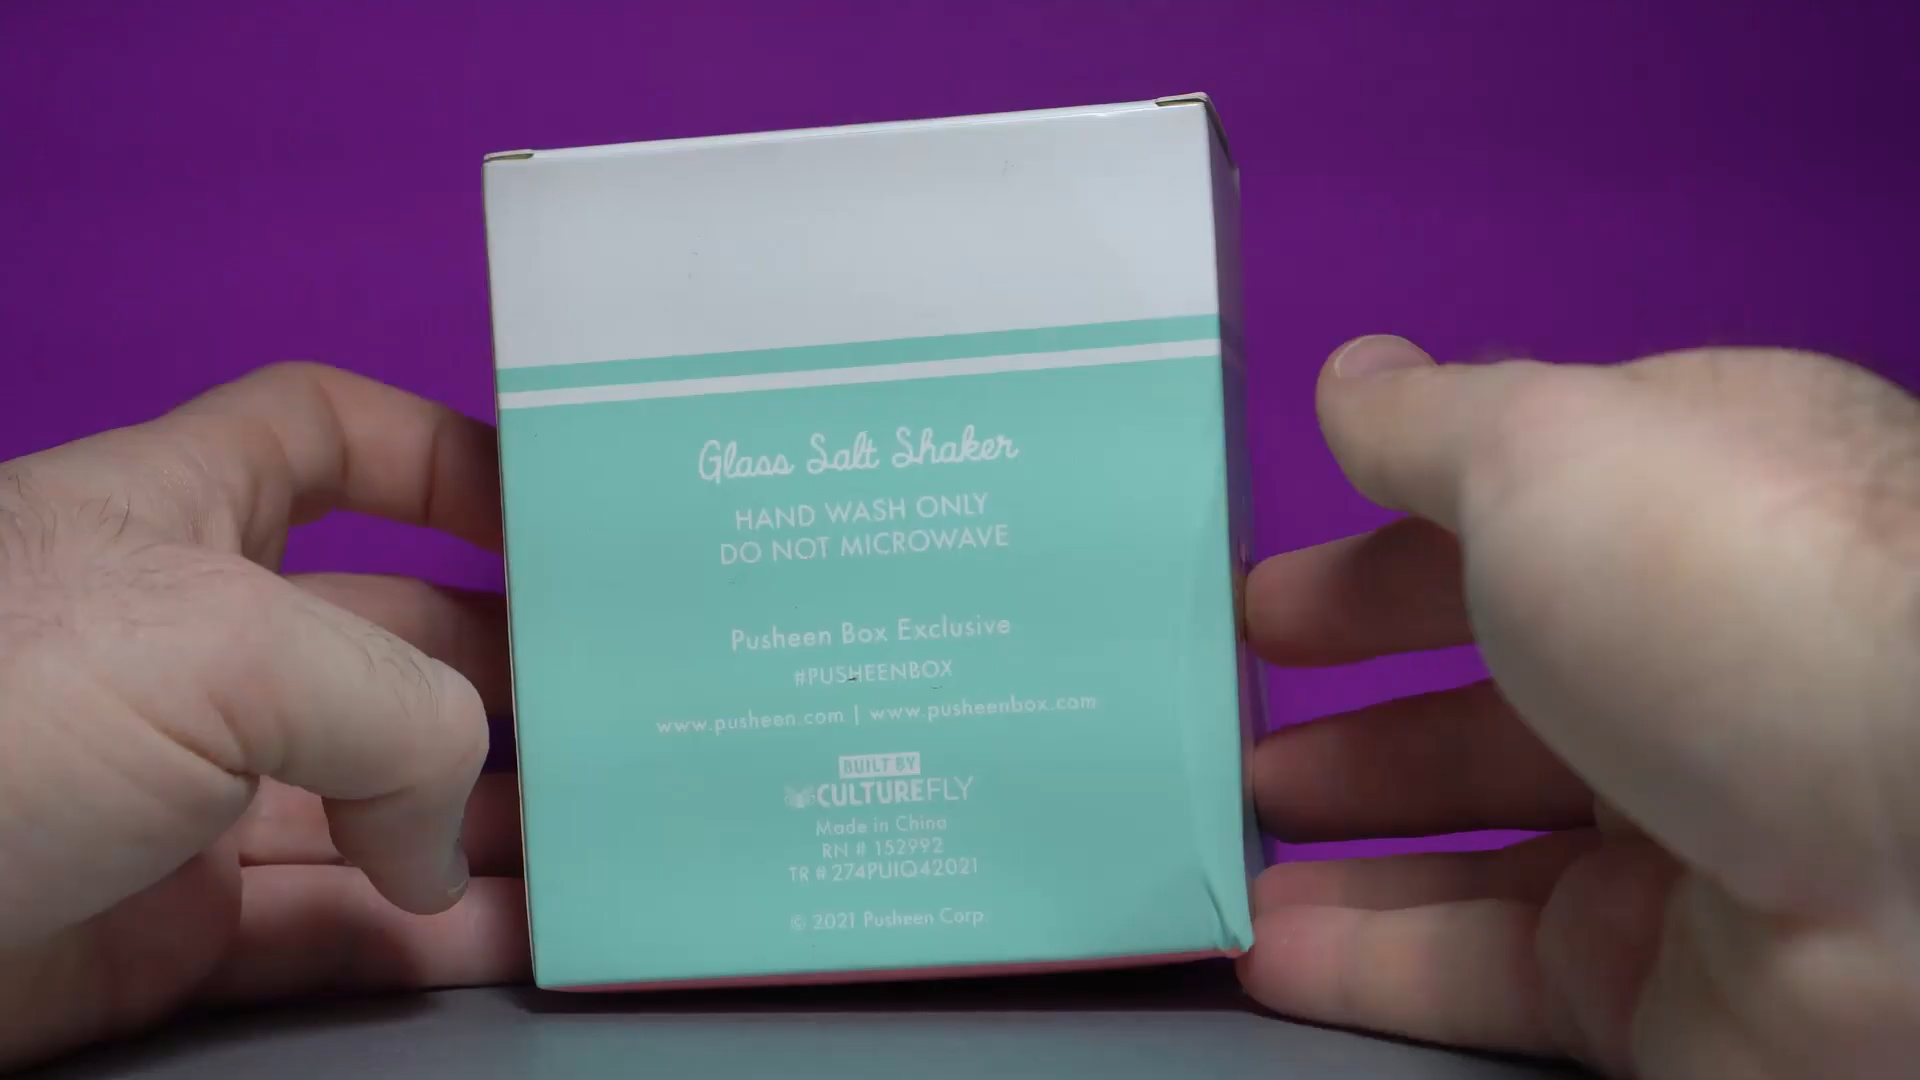 Glass Salt Shaker
HAND WASH ONLY
DO NOT MICROWAVE
Pusheen Box Exclusive
#PUSHEENBOX
www.pusheen.com | www.pusheenbox.com
BUILT BY
CULTUREFLY
Made in China
RN # 152992
TR # 274PUIQ42021
© 2021 Pusheen Corp